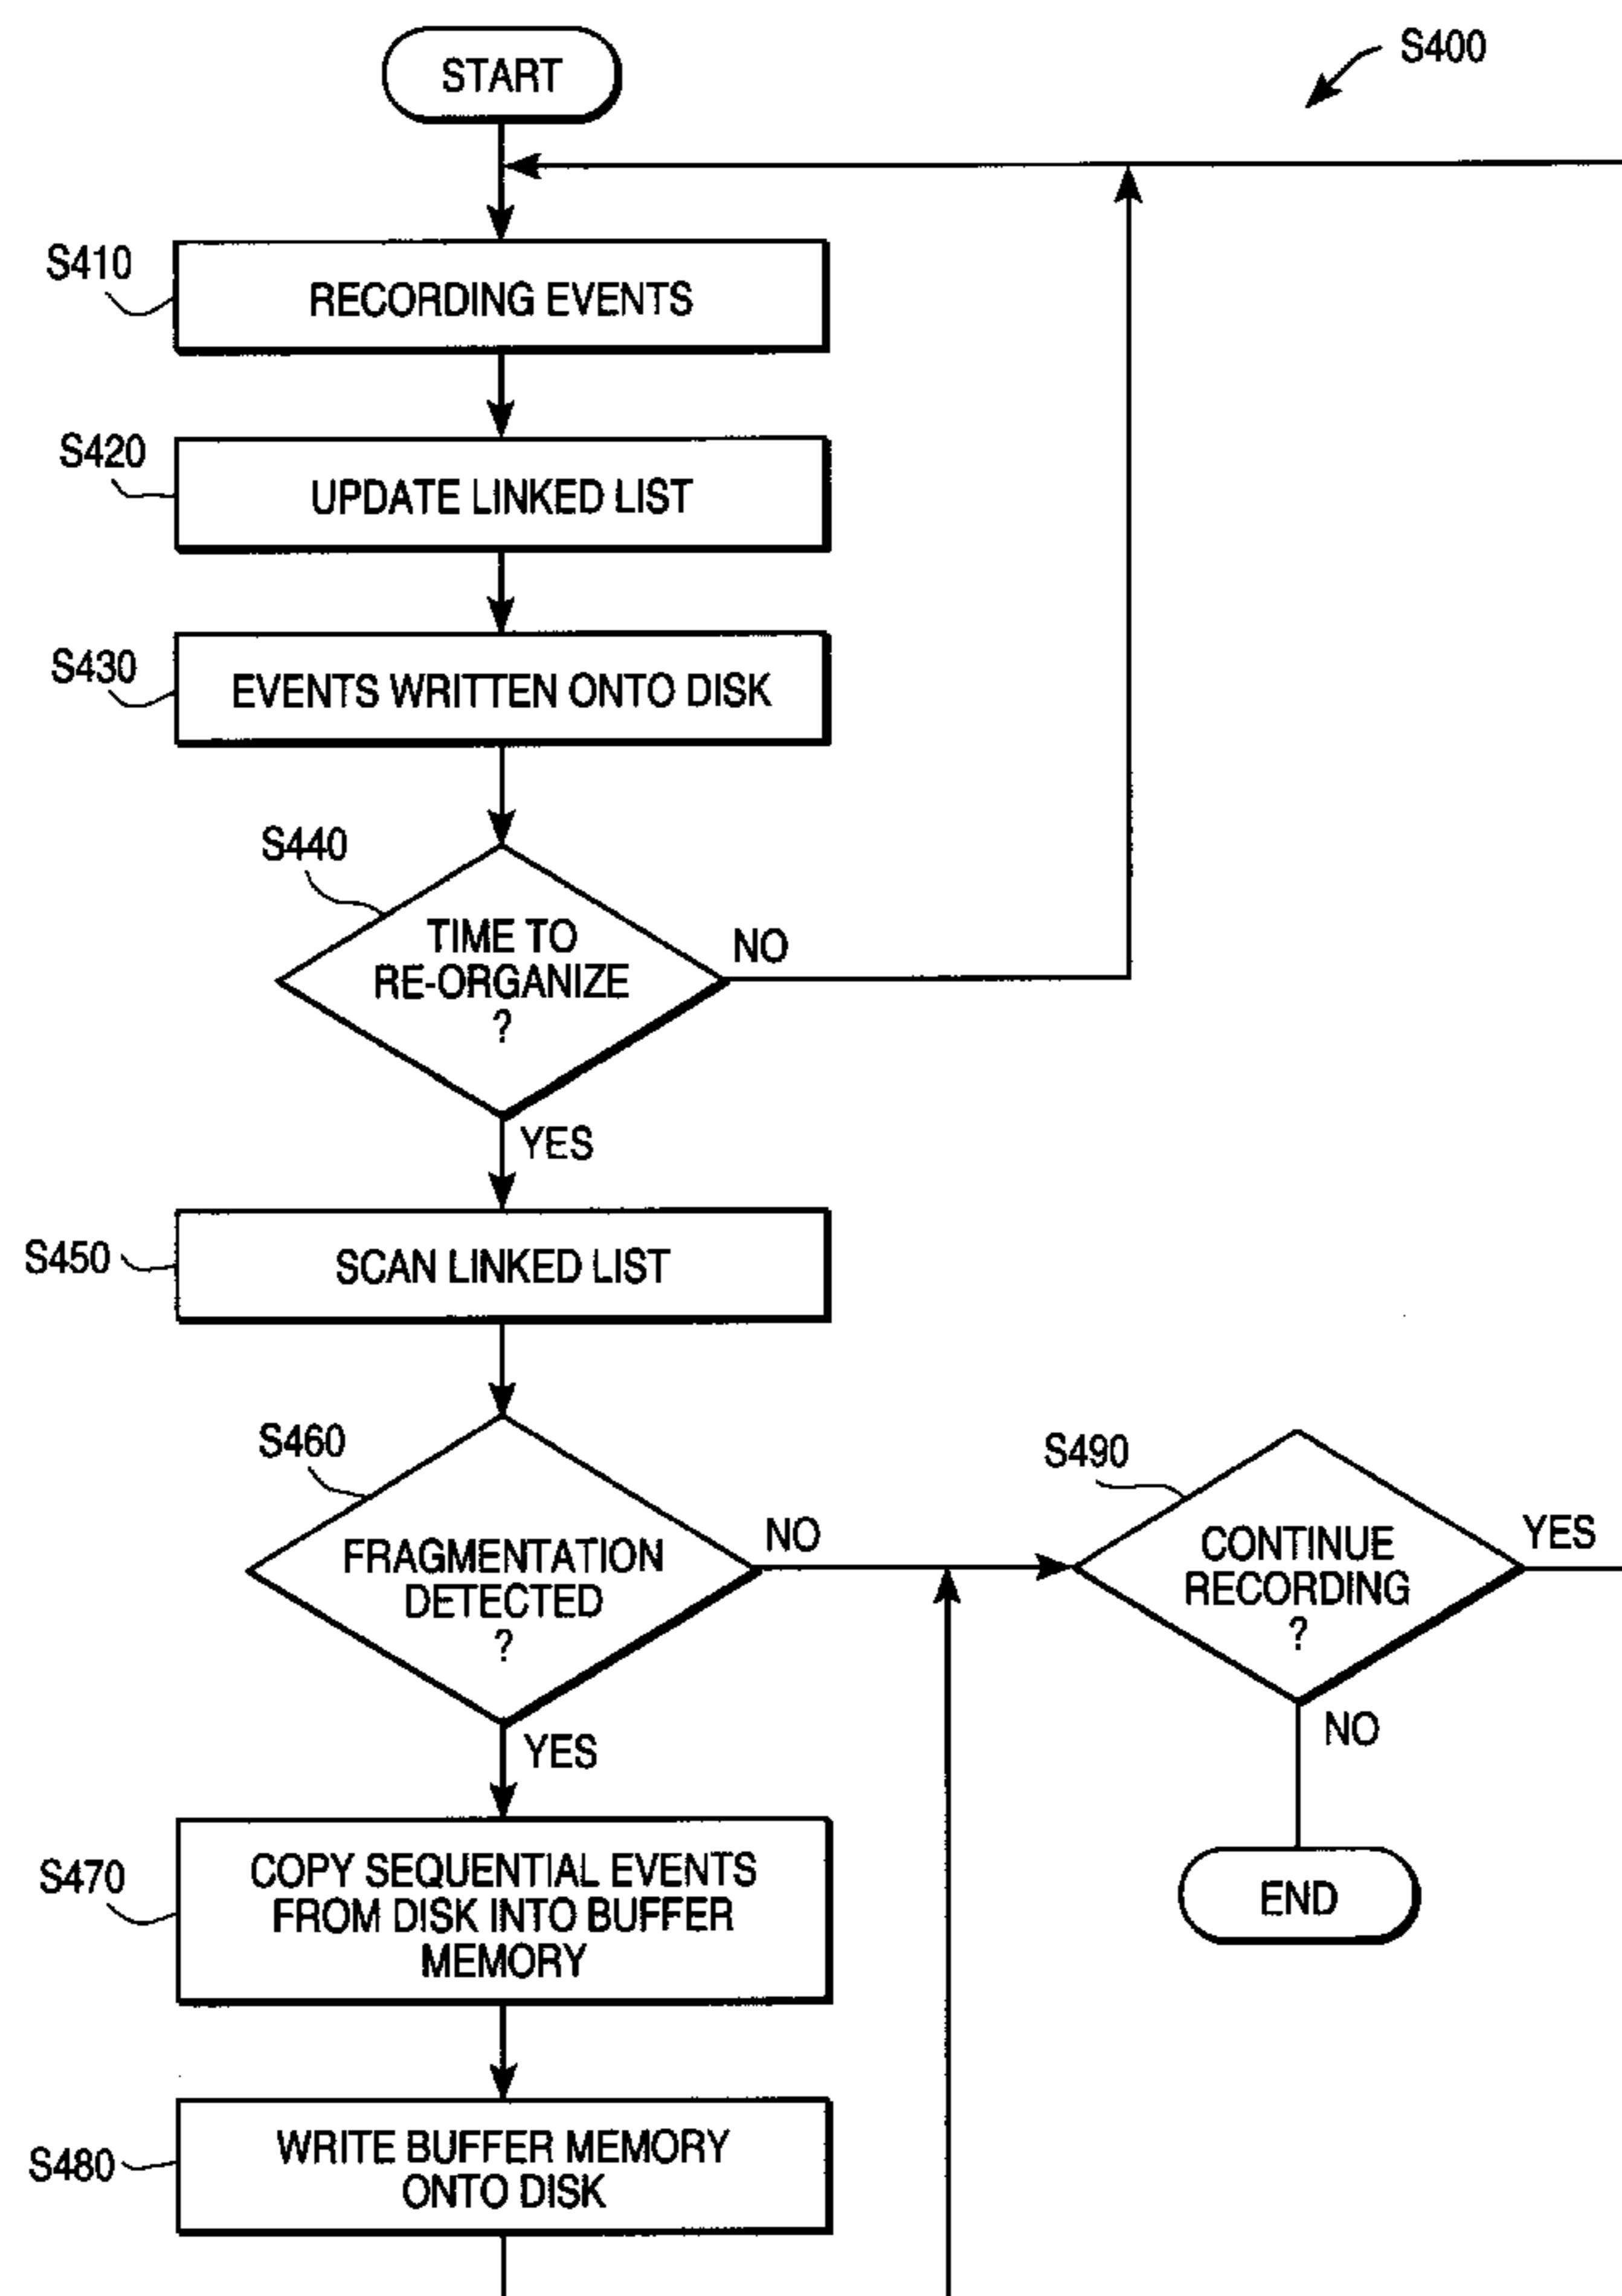 START
S400
S410
RECORDING EVENTS
S420
UPDATE LINKED LIST
S430
EVENTS WRITTEN ONTO DISK
S440
TIME TO
RE-ORGANIZE
?
NO
YES
S450
SCAN LINKED LIST
S460
FRAGMENTATION
DETECTED
?
NO
YES
S490
CONTINUE
RECORDING
?
YES
NO
END
S470
COPY SEQUENTIAL EVENTS
FROM DISK INTO BUFFER
MEMORY
S480
WRITE BUFFER MEMORY
ONTO DISK